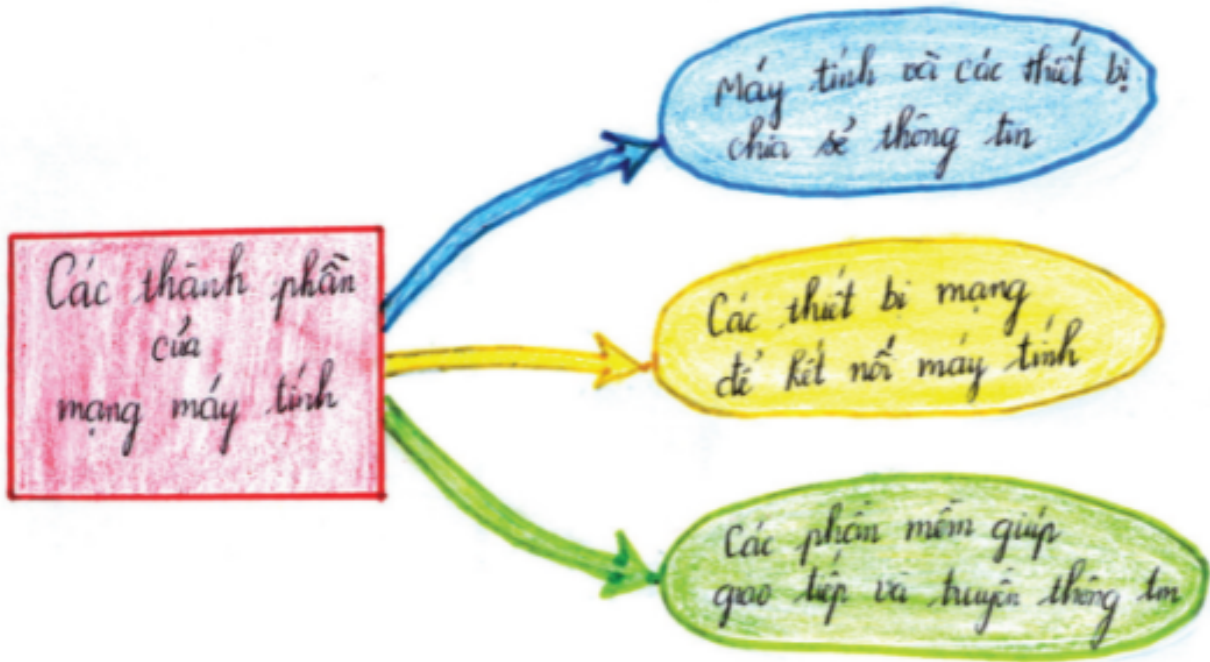 Các thành phần
của
mạng máy tính
Máy tính và các thiết bị
chia sẻ thông tin
Các thiết bị mạng
để kết nối máy tính
Các phần mềm giúp
giao tiếp và truyền thông tin